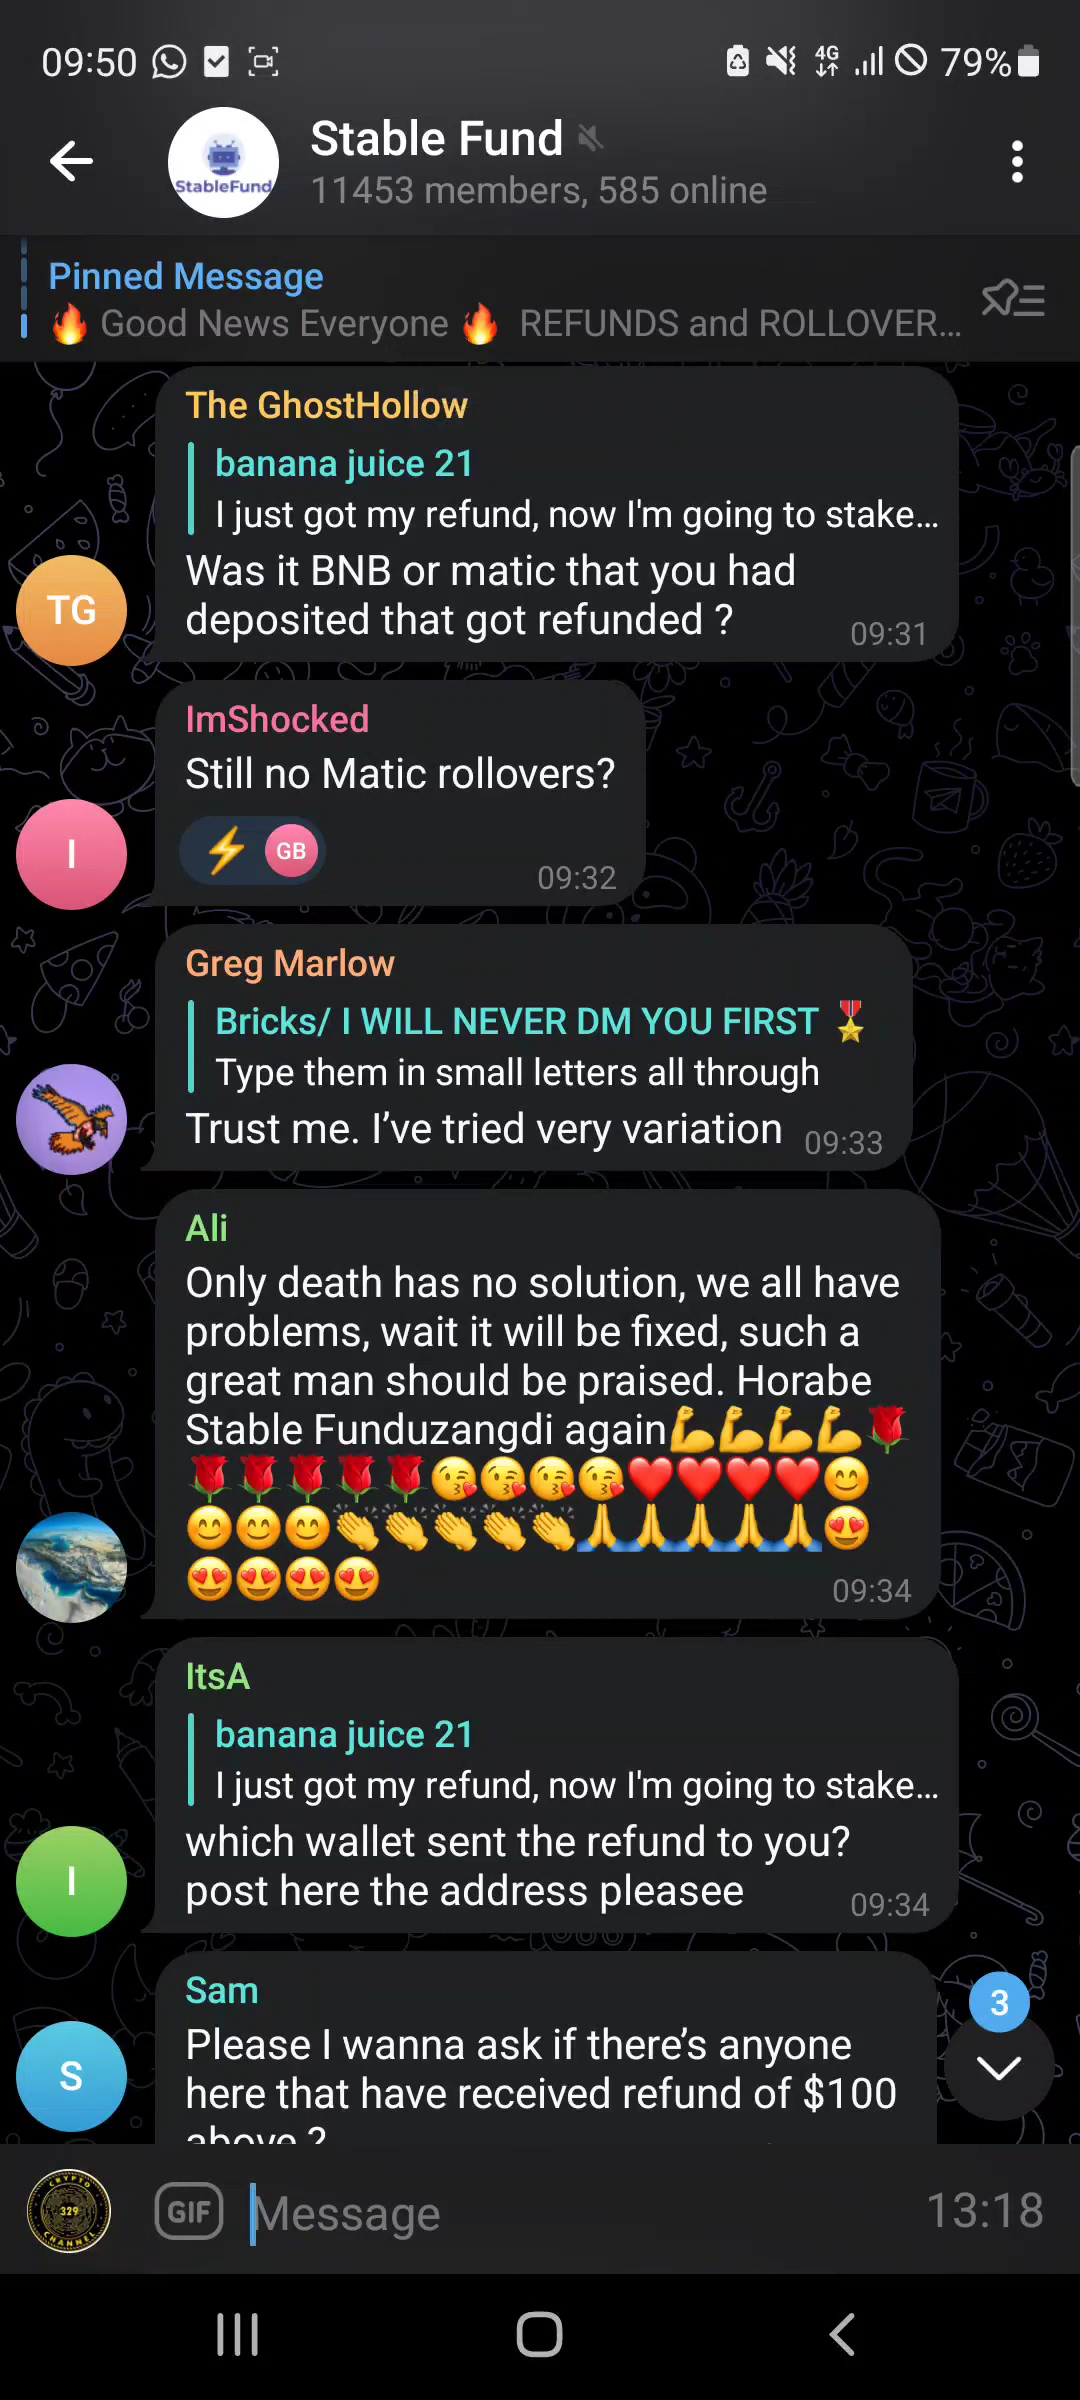 09:50
4G
79%
StableFund
Stable Fund
11453 members, 585 online
Pinned Message
🔥 Good News Everyone 🔥 REFUNDS and ROLLOVER...
The GhostHollow
banana juice 21
I just got my refund, now I'm going to stake...
Was it BNB or matic that you had
deposited that got refunded ?
09:31
TG
ImShocked
Still no Matic rollovers?
⚡ GB
09:32
I
Greg Marlow
Bricks/ I WILL NEVER DM YOU FIRST 🎖
Type them in small letters all through
Trust me. I’ve tried very variation
09:33
Ali
Only death has no solution, we all have
problems, wait it will be fixed, such a
great man should be praised. Horabe
Stable Funduzangdi again💪💪💪💪🌹
🌹🌹🌹🌹🌹😘😘😘😘❤️❤️❤️❤️😊
😊😊😊👏👏👏👏👏🙏🙏🙏🙏🙏😍
😍😍😍😍
09:34
ItsA
banana juice 21
I just got my refund, now I'm going to stake...
which wallet sent the refund to you?
post here the address pleasee
09:34
I
Sam
Please I wanna ask if there’s anyone
here that have received refund of $100
above ?
S
3
CRYPTO
329
CHANNEL
GIF
Message
13:18